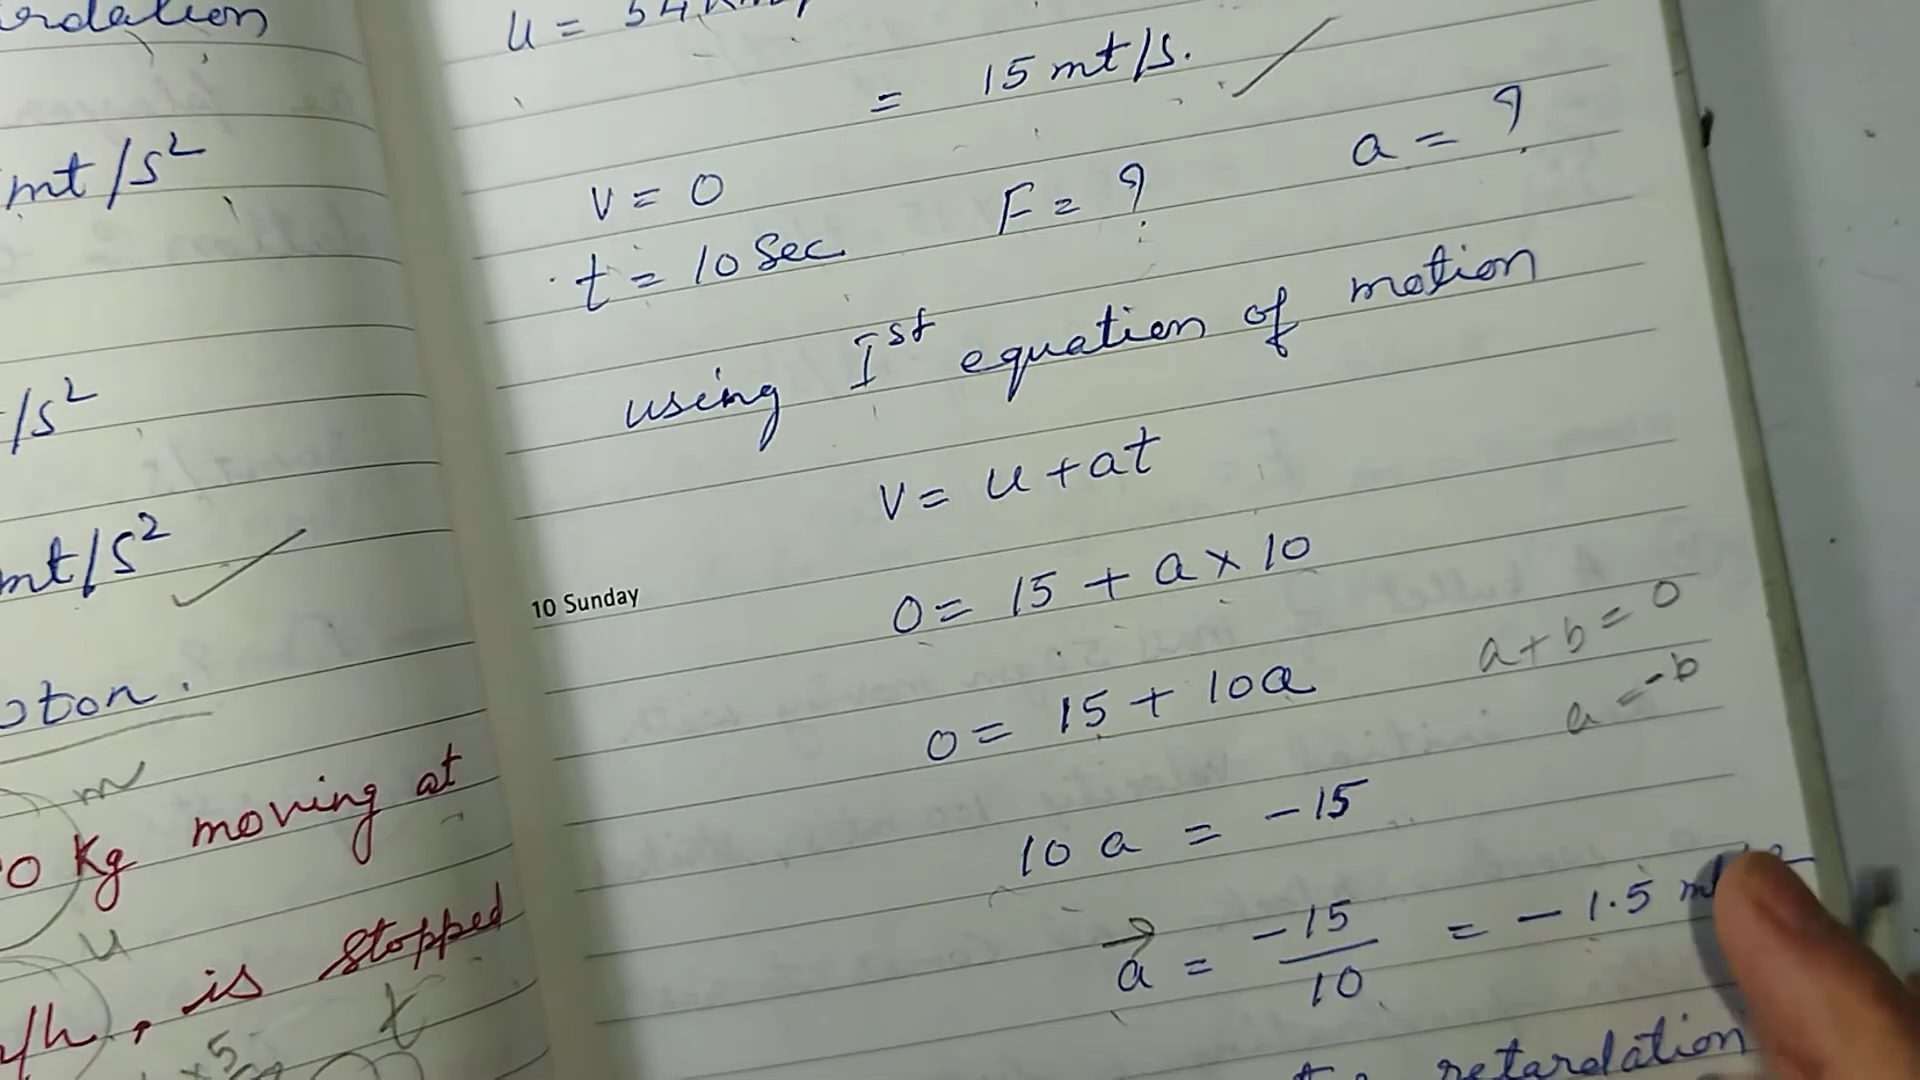 mt/s²
/s²
mt/s²
m
0 Kg moving at
u
/h, is stopped
t
×5
u = 54
= 15 mt/s.
v = 0
F = ?
a = ?
t = 10 Sec
using Ist equation of motion
v = u + at
10 Sunday
0 = 15 + a × 10
a + b = 0
0 = 15 + 10a
a = -b
10 a = -15
a = -15/10 = -1.5
retardation